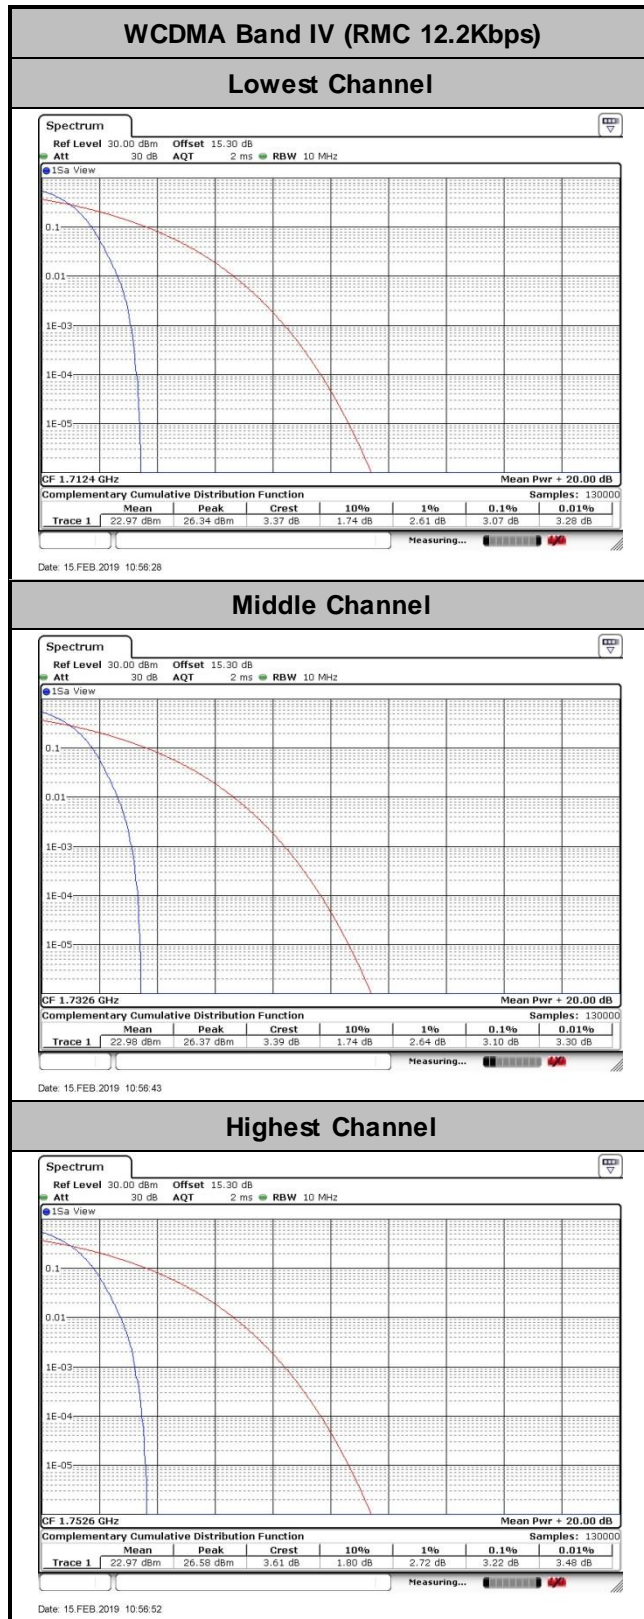 WCDMA Band IV (RMC 12.2Kbps)
Lowest Channel
Spectrum
Ref Level 30.00 dBm Offset 15.30 dB
Att 30 dB AQT 2 ms RBW 10 MHz
1Sa View
0.1
0.01
1E-03
1E-04
1E-05
CF 1.7124 GHz Mean Pwr + 20.00 dB
Complementary Cumulative Distribution Function Samples: 130000
Mean Peak Crest 10% 1% 0.1% 0.01%
Trace 1 22.97 dBm 26.34 dBm 3.37 dB 1.74 dB 2.61 dB 3.07 dB 3.28 dB
Measuring...
Date: 15.FEB.2019 10:56:28
Middle Channel
Spectrum
Ref Level 30.00 dBm Offset 15.30 dB
Att 30 dB AQT 2 ms RBW 10 MHz
1Sa View
0.1
0.01
1E-03
1E-04
1E-05
CF 1.7326 GHz Mean Pwr + 20.00 dB
Complementary Cumulative Distribution Function Samples: 130000
Mean Peak Crest 10% 1% 0.1% 0.01%
Trace 1 22.98 dBm 26.37 dBm 3.39 dB 1.74 dB 2.64 dB 3.10 dB 3.30 dB
Measuring...
Date: 15.FEB.2019 10:56:43
Highest Channel
Spectrum
Ref Level 30.00 dBm Offset 15.30 dB
Att 30 dB AQT 2 ms RBW 10 MHz
1Sa View
0.1
0.01
1E-03
1E-04
1E-05
CF 1.7526 GHz Mean Pwr + 20.00 dB
Complementary Cumulative Distribution Function Samples: 130000
Mean Peak Crest 10% 1% 0.1% 0.01%
Trace 1 22.97 dBm 26.58 dBm 3.61 dB 1.80 dB 2.72 dB 3.22 dB 3.48 dB
Measuring...
Date: 15.FEB.2019 10:56:52